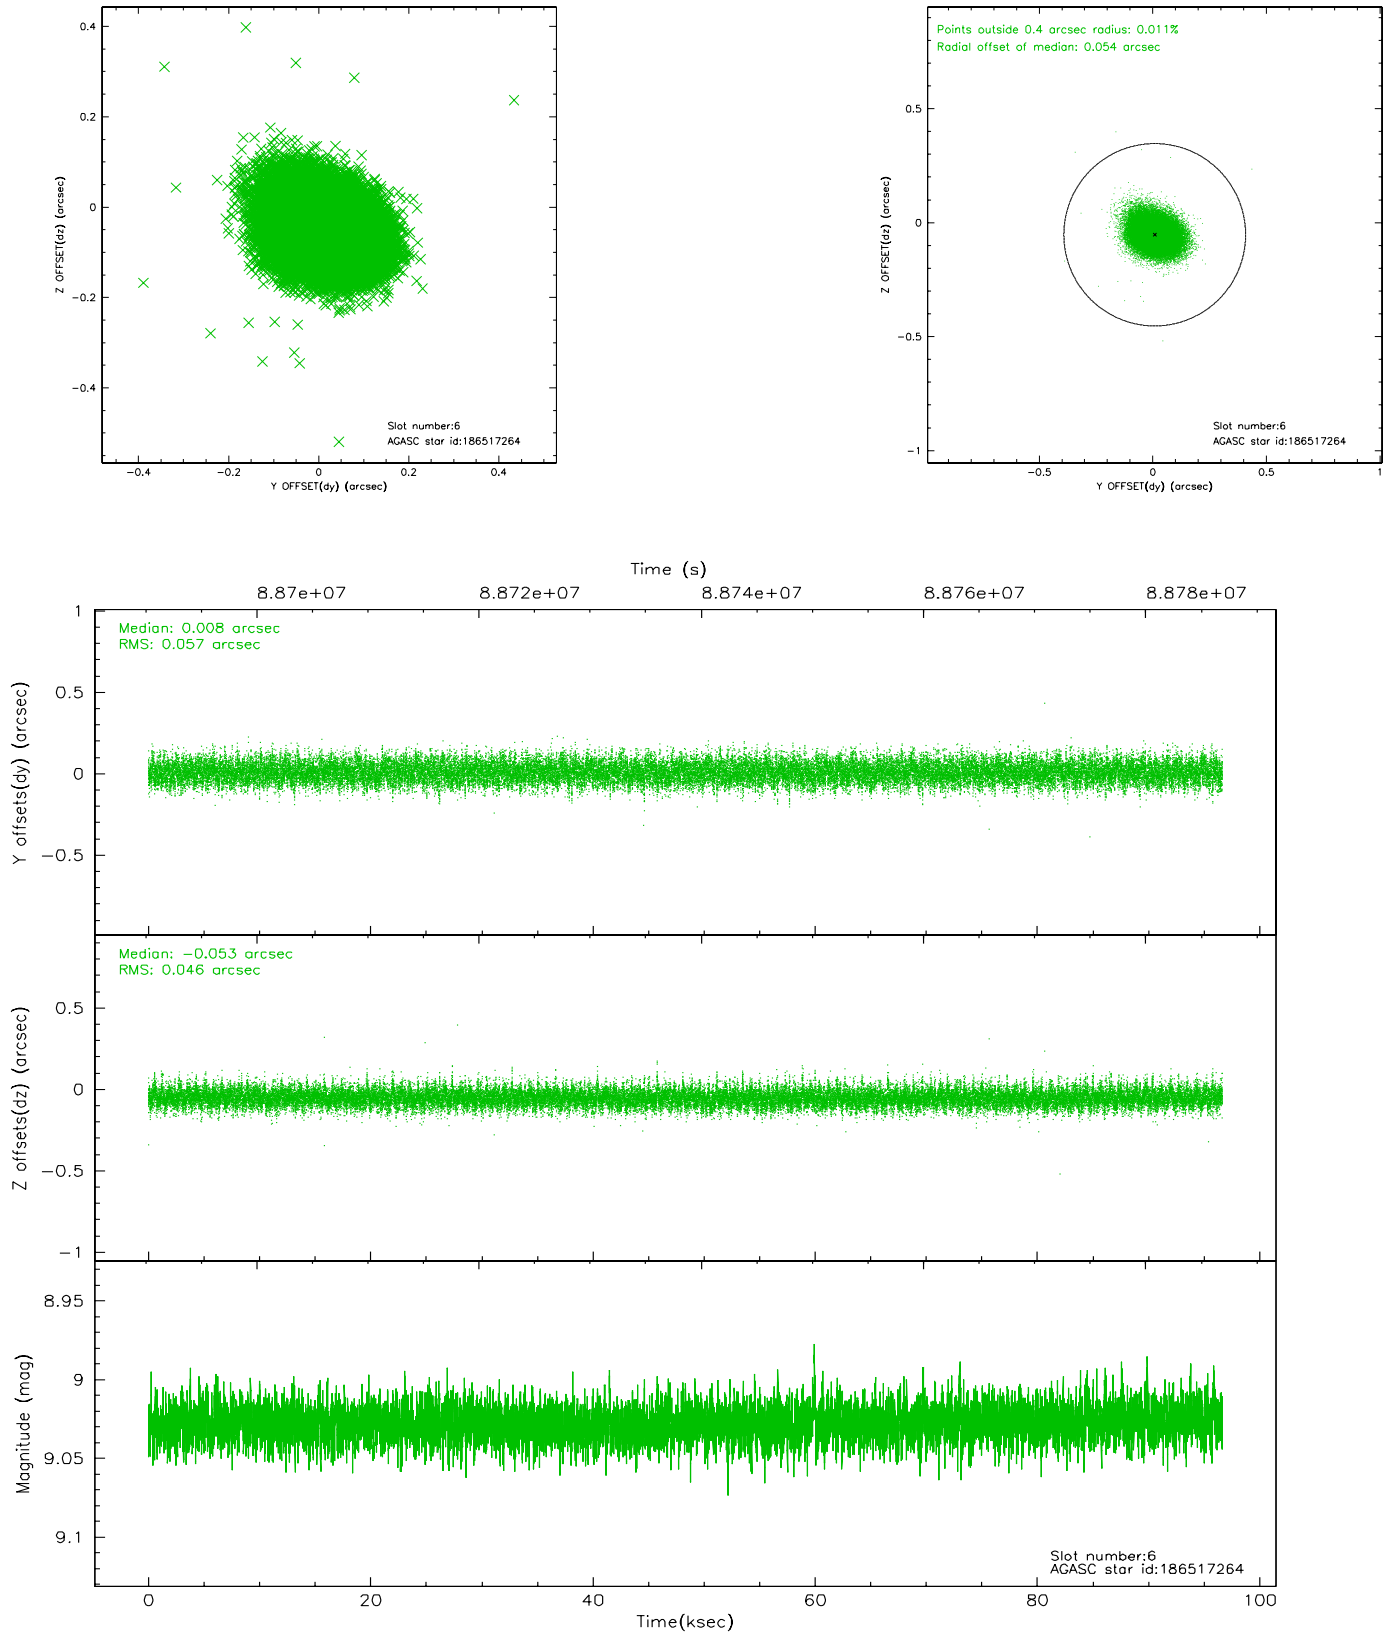 0.4
0.2
0
−0.2
−0.4
Z OFFSET(dz) (arcsec)
Slot number:6
AGASC star id:186517264
−0.4 −0.2 0 0.2 0.4
Y OFFSET(dy) (arcsec)
Points outside 0.4 arcsec radius: 0.011%
Radial offset of median: 0.054 arcsec
0.5
0
−0.5
−1
Z OFFSET(dz) (arcsec)
Slot number:6
AGASC star id:186517264
−0.5 0 0.5 1
Y OFFSET(dy) (arcsec)
Time (s)
8.87e+07 8.872e+07 8.874e+07 8.876e+07 8.878e+07
Median: 0.008 arcsec
RMS: 0.057 arcsec
1
0.5
0
−0.5
Y offsets(dy) (arcsec)
Median: −0.053 arcsec
RMS: 0.046 arcsec
0.5
0
−0.5
−1
Z offsets(dz) (arcsec)
8.95
9
9.05
9.1
Magnitude (mag)
Slot number:6
AGASC star id:186517264
0 20 40 60 80 100
Time(ksec)